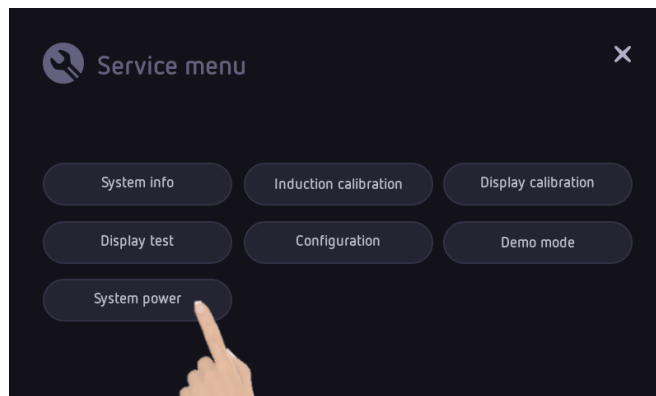 Service menu
System info
Induction calibration
Display calibration
Display test
Configuration
Demo mode
System power